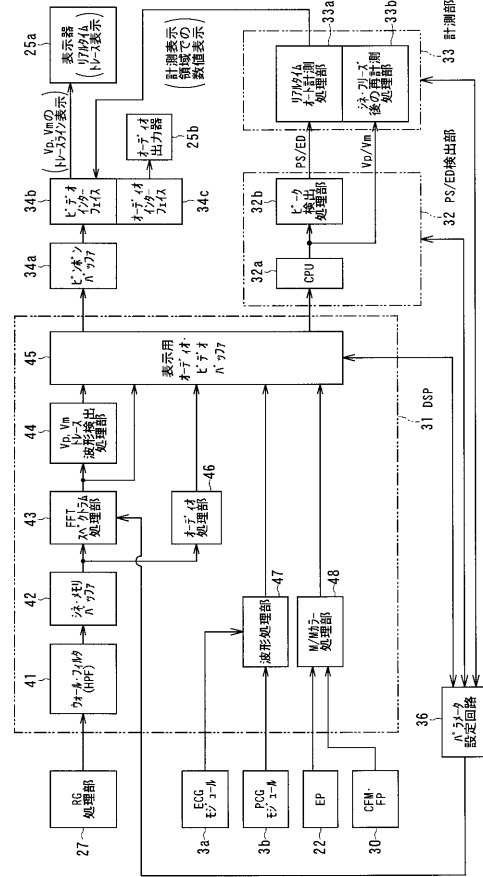 RG
処理部
27
ウォール・フィルタ
(HPF)
41
シネ・メモリ
バッファ
42
FFT
スペクトラム
処理部
43
Vp, Vm
トレース
波形検出
処理部
44
表示用
オーディオ・
ビデオ
バッファ
45
オーディオ
処理部
46
波形処理部
47
M/Mカラー
処理部
48
31 DSP
ECG
モジュール
3a
PCG
モジュール
3b
EP
22
CFM・
FP
30
ピンポン
バッファ
34a
ビデオインター
フェイス
34b
オーディオインター
フェイス
34c
Vp, Vmの
トレースライン表示
表示器
リアルタイム
トレース表示
25a
オーディオ
出力器
25b
計測表示
領域での
数値表示
CPU
32a
ピーク
検出
処理部
32b
32 PS/ED検出部
PS/ED
Vp/Vm
リアルタイム
オート計測
処理部
33a
シネ・フリーズ
後の再計測
処理部
33b
33 計測部
パラメータ
設定回路
36